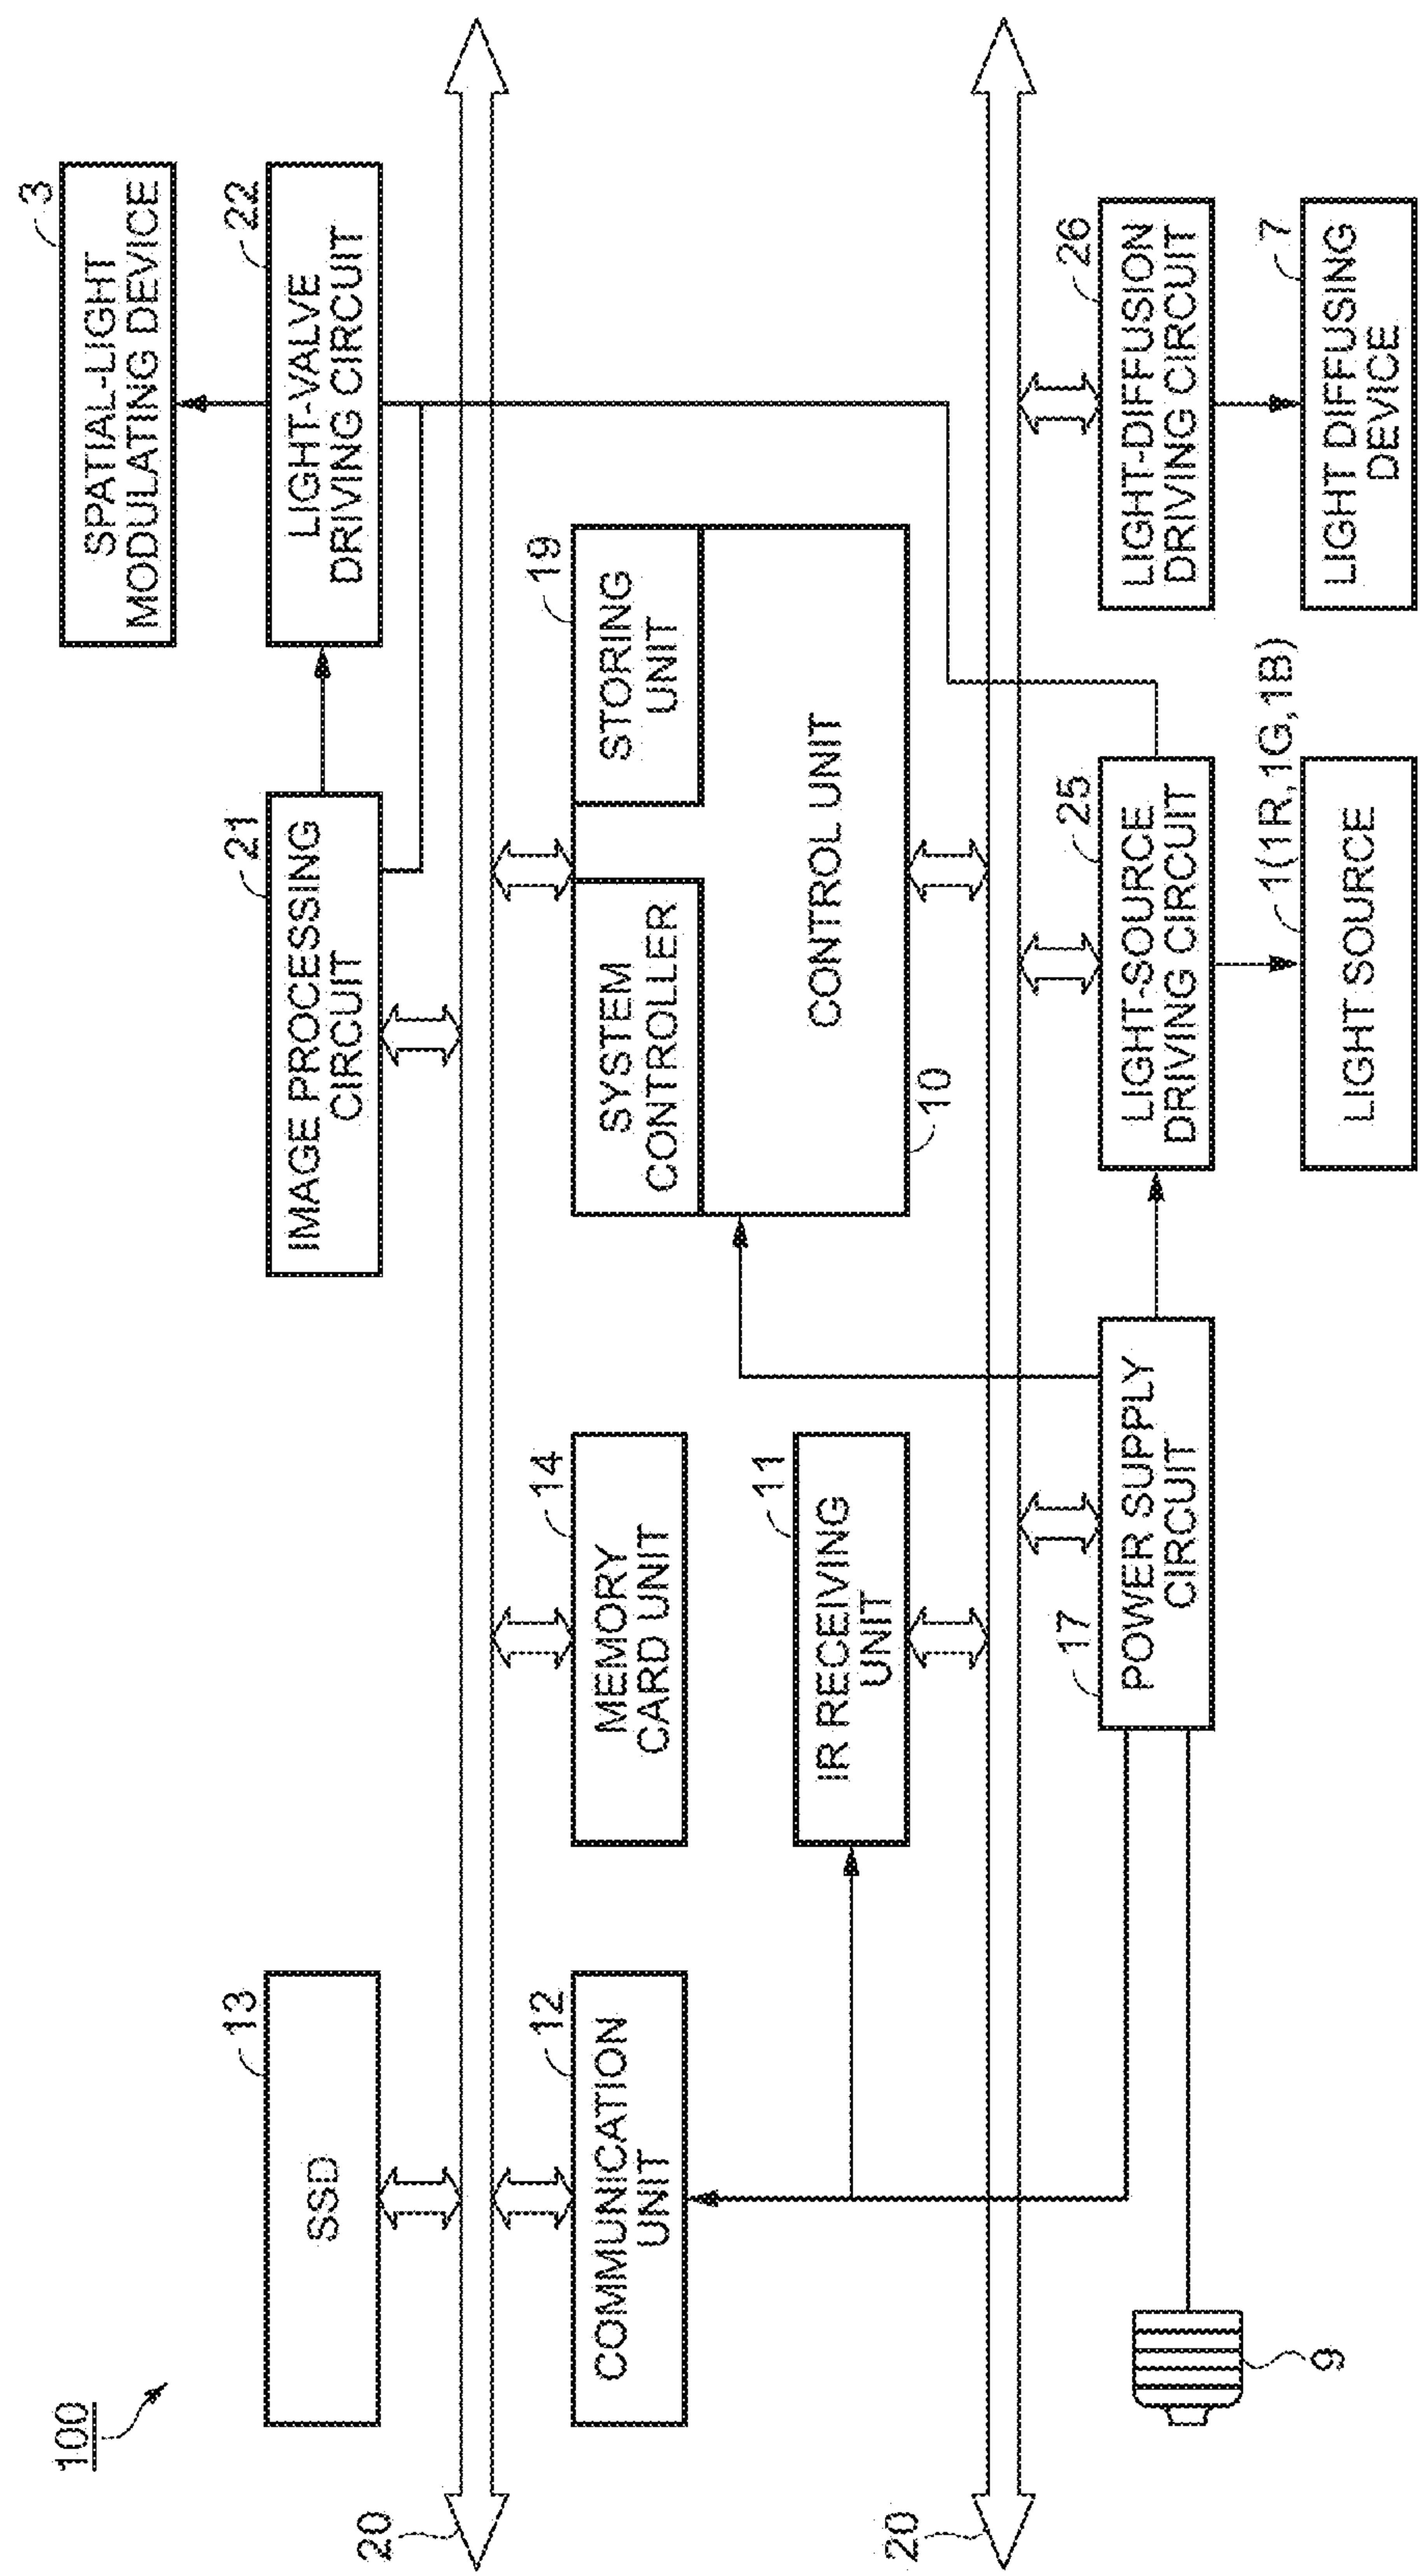 100
3
SPATIAL-LIGHT
MODULATING DEVICE
13
SSD
21
IMAGE PROCESSING
CIRCUIT
22
LIGHT-VALVE
DRIVING CIRCUIT
20
12
COMMUNICATION
UNIT
14
MEMORY
CARD UNIT
SYSTEM
CONTROLLER
19
STORING
UNIT
11
IR RECEIVING
UNIT
CONTROL UNIT
10
20
17
POWER SUPPLY
CIRCUIT
25
LIGHT-SOURCE
DRIVING CIRCUIT
26
LIGHT-DIFFUSION
DRIVING CIRCUIT
9
1(1R,1G,1B)
LIGHT SOURCE
7
LIGHT DIFFUSING
DEVICE